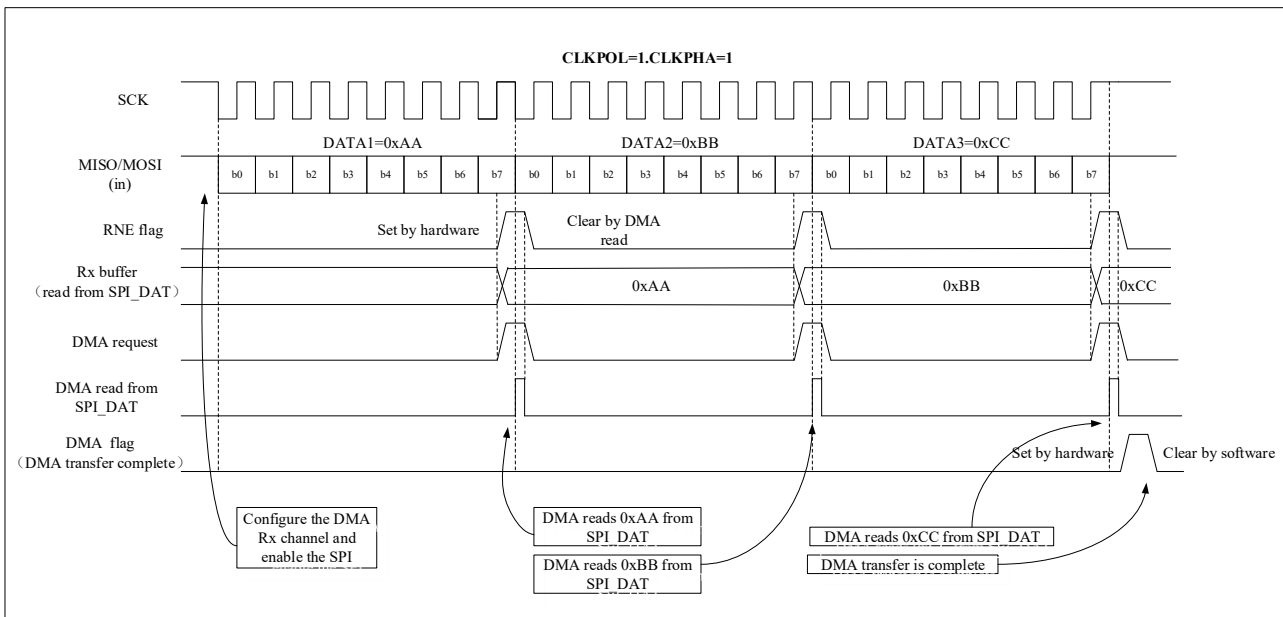 CLKPOL=1.CLKPHA=1
SCK
DATA1=0xAA DATA2=0xBB DATA3=0xCC
MISO/MOSI
(in)
b0 b1 b2 b3 b4 b5 b6 b7 b0 b1 b2 b3 b4 b5 b6 b7 b0 b1 b2 b3 b4 b5 b6 b7
RNE flag
Set by hardware
Clear by DMA
read
Rx buffer
（read from SPI_DAT）
0xAA 0xBB 0xCC
DMA request
DMA read from
SPI_DAT
DMA flag
（DMA transfer complete）
Set by hardware Clear by software
Configure the DMA
Rx channel and
enable the SPI
DMA reads 0xAA from
SPI_DAT
DMA reads 0xBB from
SPI_DAT
DMA reads 0xCC from SPI_DAT
DMA transfer is complete